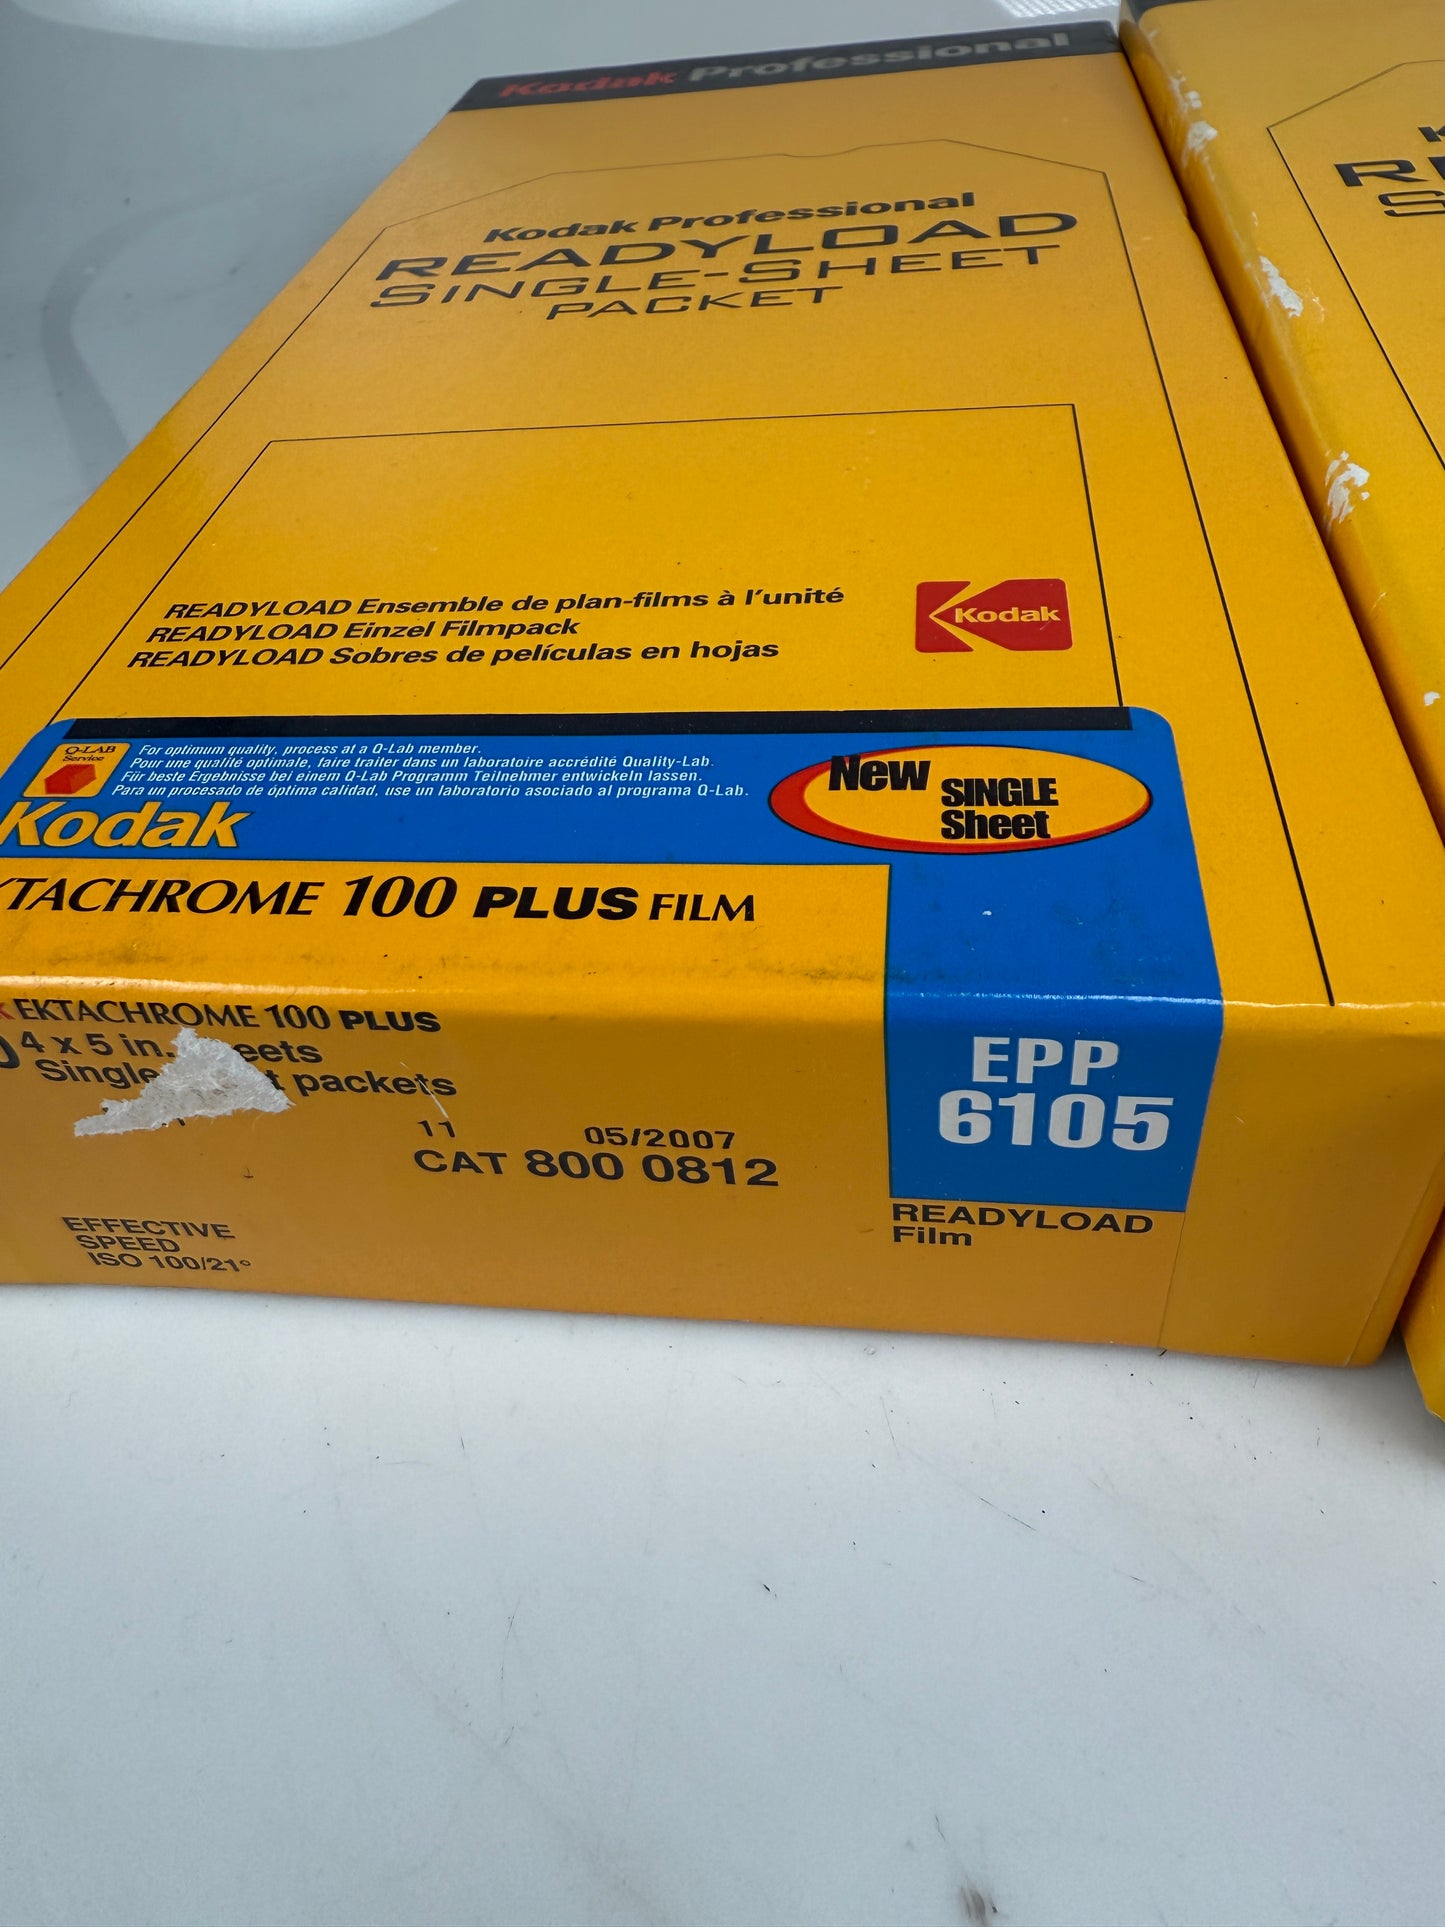 Kodak Professional
Kodak Professional
READYLOAD
SINGLE-SHEET
PACKET
READYLOAD Ensemble de plan-films à l'unité
READYLOAD Einzel Filmpack
READYLOAD Sobres de películas en hojas
Kodak
Q-LAB
Service
For optimum quality, process at a Q-Lab member.
Pour une qualité optimale, faire traiter dans un laboratoire accrédité Quality-Lab.
Für beste Ergebnisse bei einem Q-Lab Programm Teilnehmer entwickeln lassen.
Para un procesado de óptima calidad, use un laboratorio asociado al programa Q-Lab.
New SINGLE
Sheet
Kodak
KTACHROME 100 PLUS FILM
EKTACHROME 100 PLUS
4 x 5 in. eets
Single t packets
11 05/2007
CAT 800 0812
EFFECTIVE
SPEED
ISO 100/21°
EPP
6105
READYLOAD
Film